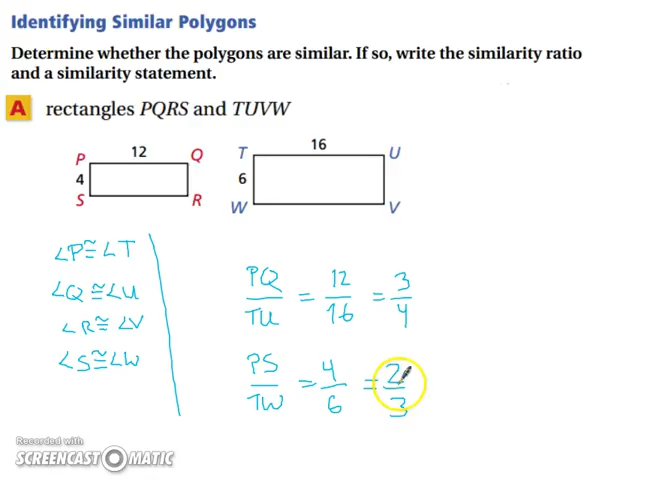 Identifying Similar Polygons
Determine whether the polygons are similar. If so, write the similarity ratio
and a similarity statement.
A rectangles PQRS and TUVW
P 12 Q
4
S R
T 16 U
6
W V
∠P≅∠T
∠Q≅∠U
∠R≅∠V
∠S≅∠W
PQ/TU = 12/16 = 3/4
PS/TW = 4/6 = 2/3
Recorded with
SCREENCAST-O-MATIC